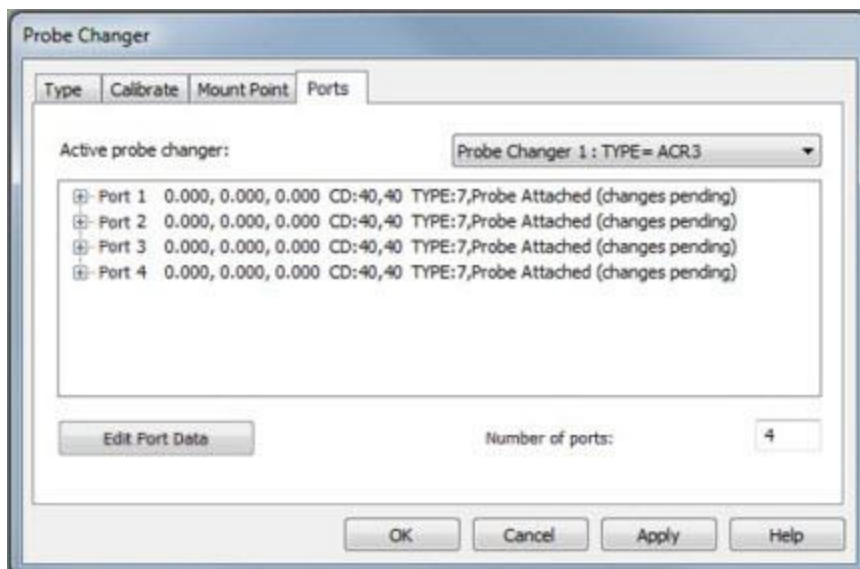 Probe Changer
Type Calibrate Mount Point Ports
Active probe changer: Probe Changer 1 : TYPE= ACR3
Port 1 0.000, 0.000, 0.000 CD:40,40 TYPE:7,Probe Attached (changes pending)
Port 2 0.000, 0.000, 0.000 CD:40,40 TYPE:7,Probe Attached (changes pending)
Port 3 0.000, 0.000, 0.000 CD:40,40 TYPE:7,Probe Attached (changes pending)
Port 4 0.000, 0.000, 0.000 CD:40,40 TYPE:7,Probe Attached (changes pending)
Edit Port Data Number of ports: 4
OK Cancel Apply Help